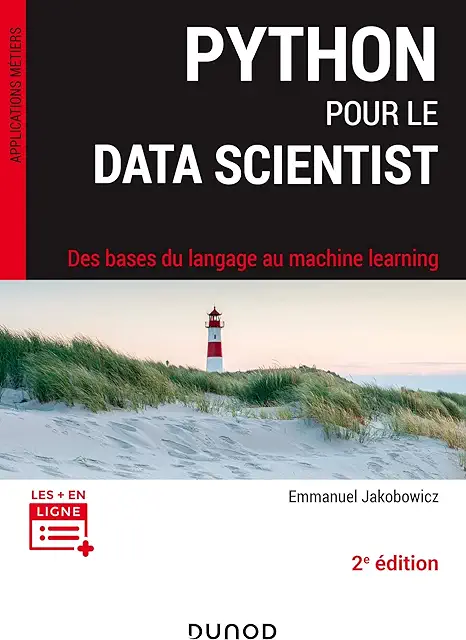 APPLICATIONS MÉTIERS
PYTHON
POUR LE
DATA SCIENTIST
Des bases du langage au machine learning
LES + EN
LIGNE
Emmanuel Jakobowicz
2e édition
DUNOD